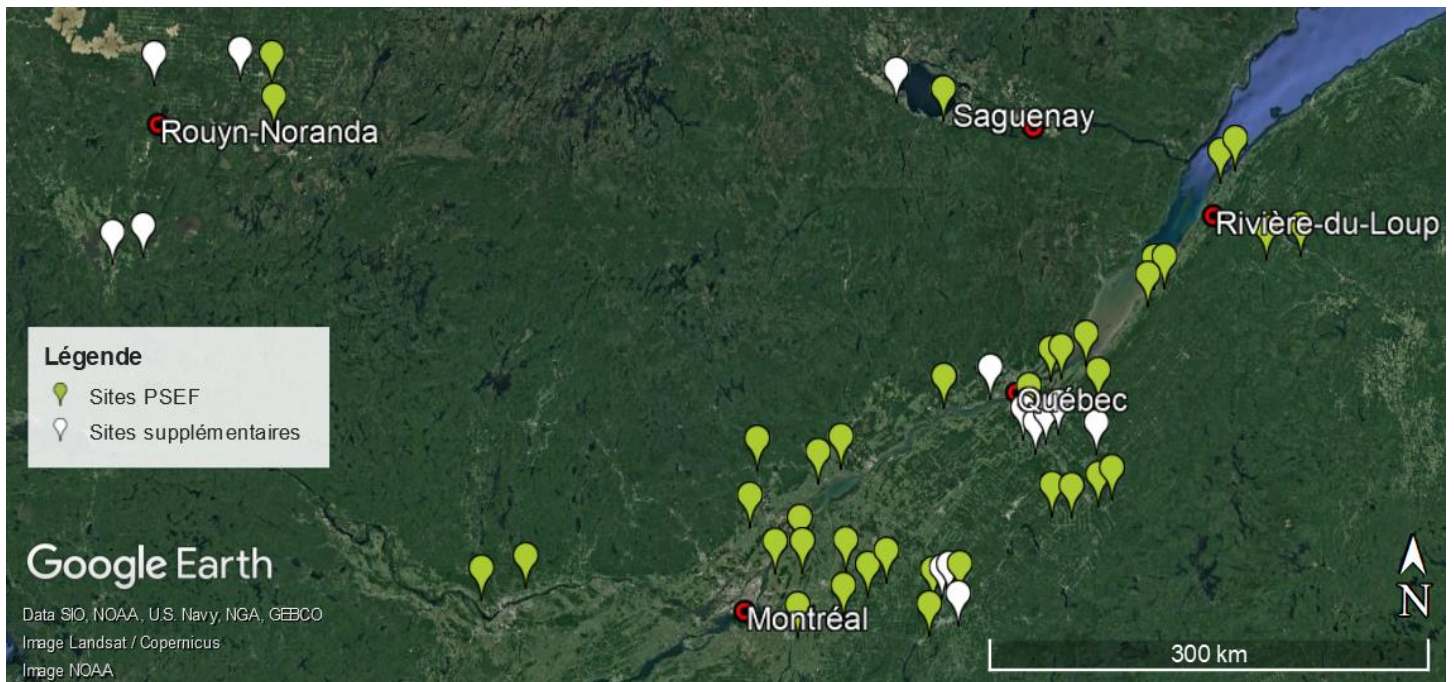 Rouyn-Noranda
Saguenay
Rivière-du-Loup
Légende
Sites PSEF
Sites supplémentaires
Québec
Google Earth
Montréal
N
Data SIO, NOAA, U.S. Navy, NGA, GEBCO
Image Landsat / Copernicus
Image NOAA
300 km